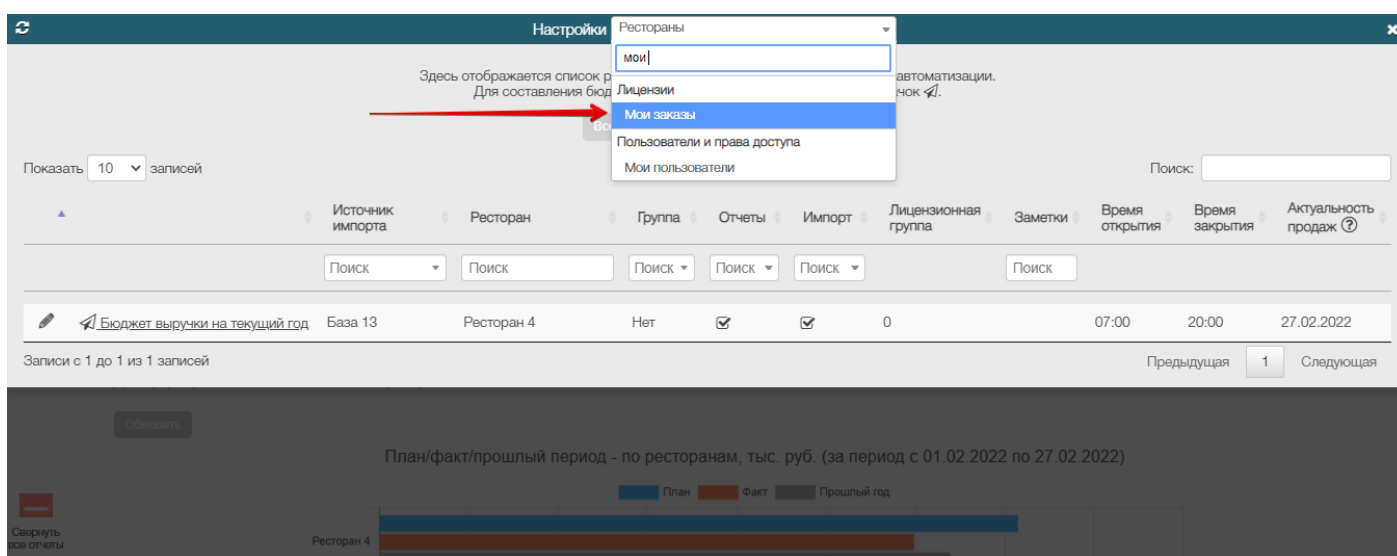 Настройки Рестораны
мои
Здесь отображается список р автоматизации.
Для составления бюд чок
Лицензии
Мои заказы
Вс
Пользователи и права доступа
Мои пользователи
Показать 10 записей Поиск:
Источник импорта Ресторан Группа Отчеты Импорт Лицензионная группа Заметки Время открытия Время закрытия Актуальность продаж ?
Поиск Поиск Поиск Поиск Поиск Поиск
Бюджет выручки на текущий год База 13 Ресторан 4 Нет 0 07:00 20:00 27.02.2022
Записи с 1 до 1 из 1 записей Предыдущая 1 Следующая
Обновить
План/факт/прошлый период - по ресторанам, тыс. руб. (за период с 01.02.2022 по 27.02.2022)
План Факт Прошлый год
Свернуть
все отчеты
Ресторан 4